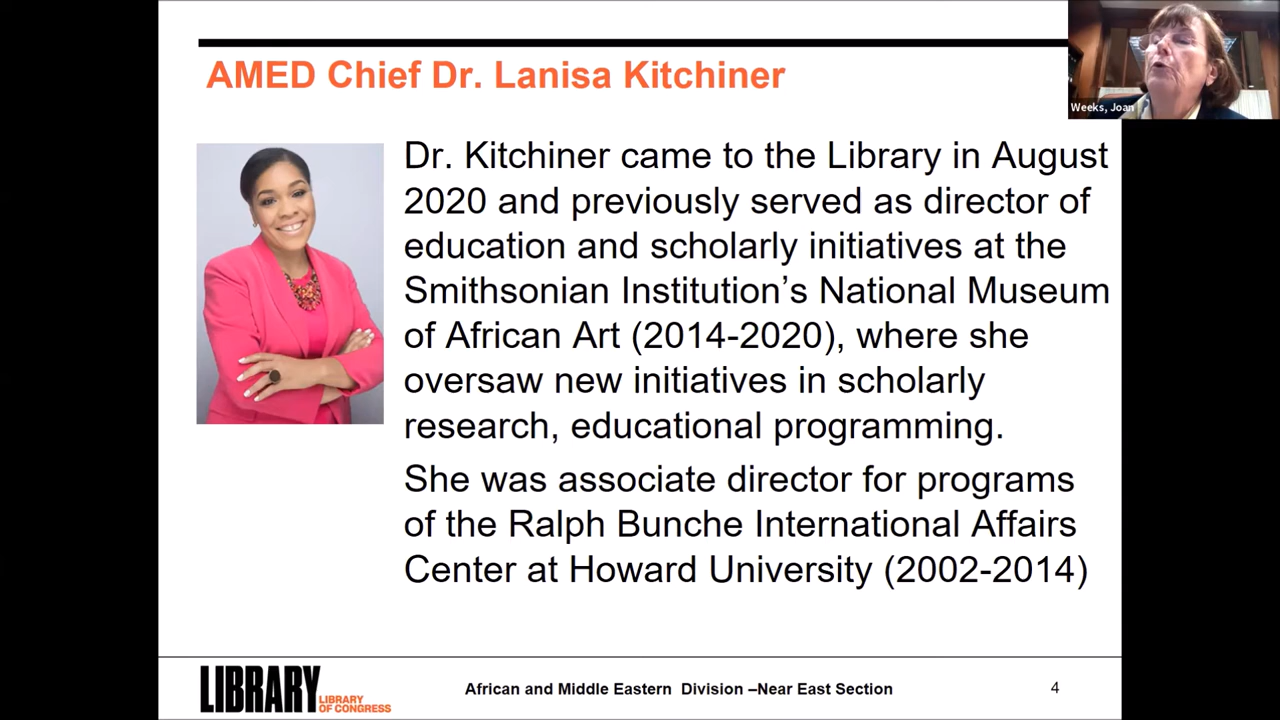 AMED Chief Dr. Lanisa Kitchiner
Weeks, Joan
Dr. Kitchiner came to the Library in August
2020 and previously served as director of
education and scholarly initiatives at the
Smithsonian Institution’s National Museum
of African Art (2014-2020), where she
oversaw new initiatives in scholarly
research, educational programming.
She was associate director for programs
of the Ralph Bunche International Affairs
Center at Howard University (2002-2014)
LIBRARY
LIBRARY
OF CONGRESS
African and Middle Eastern Division –Near East Section
4